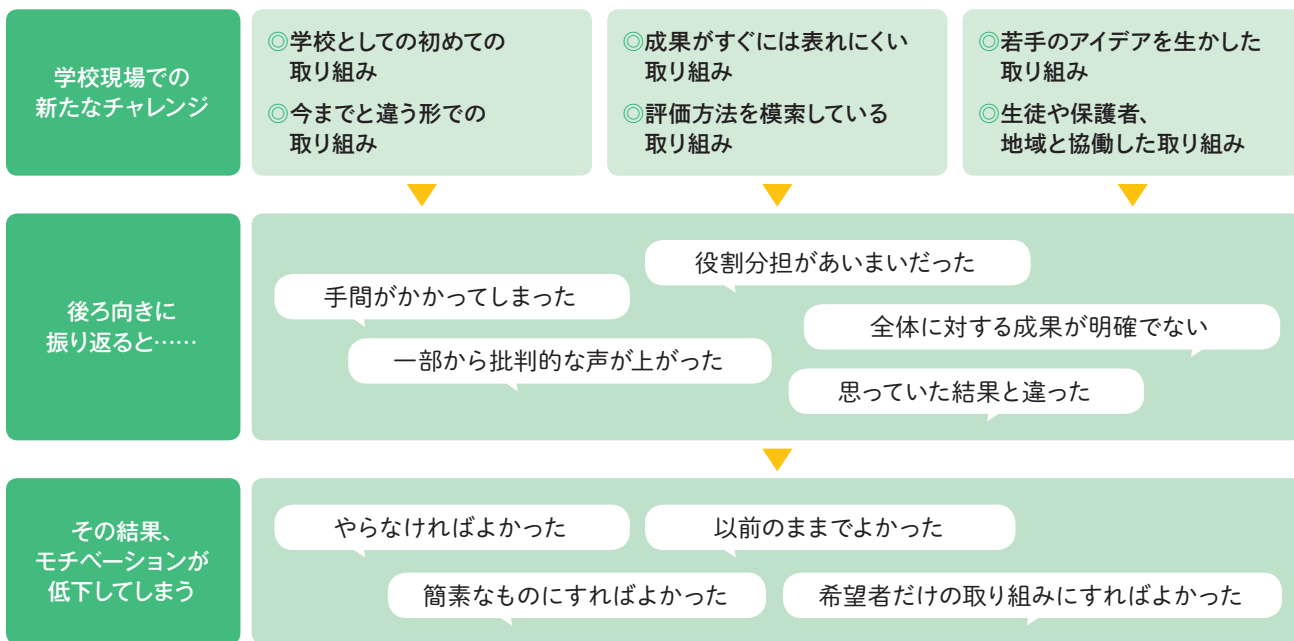 学校現場での
新たなチャレンジ
◎学校としての初めての
取り組み
◎今までと違う形での
取り組み
◎成果がすぐには表れにくい
取り組み
◎評価方法を模索している
取り組み
◎若手のアイデアを生かした
取り組み
◎生徒や保護者、
地域と協働した取り組み
後ろ向きに
振り返ると……
役割分担があいまいだった
手間がかかってしまった
全体に対する成果が明確でない
一部から批判的な声が上がった
思っていた結果と違った
その結果、
モチベーションが
低下してしまう
やらなければよかった
以前のままでよかった
簡素なものにすればよかった
希望者だけの取り組みにすればよかった